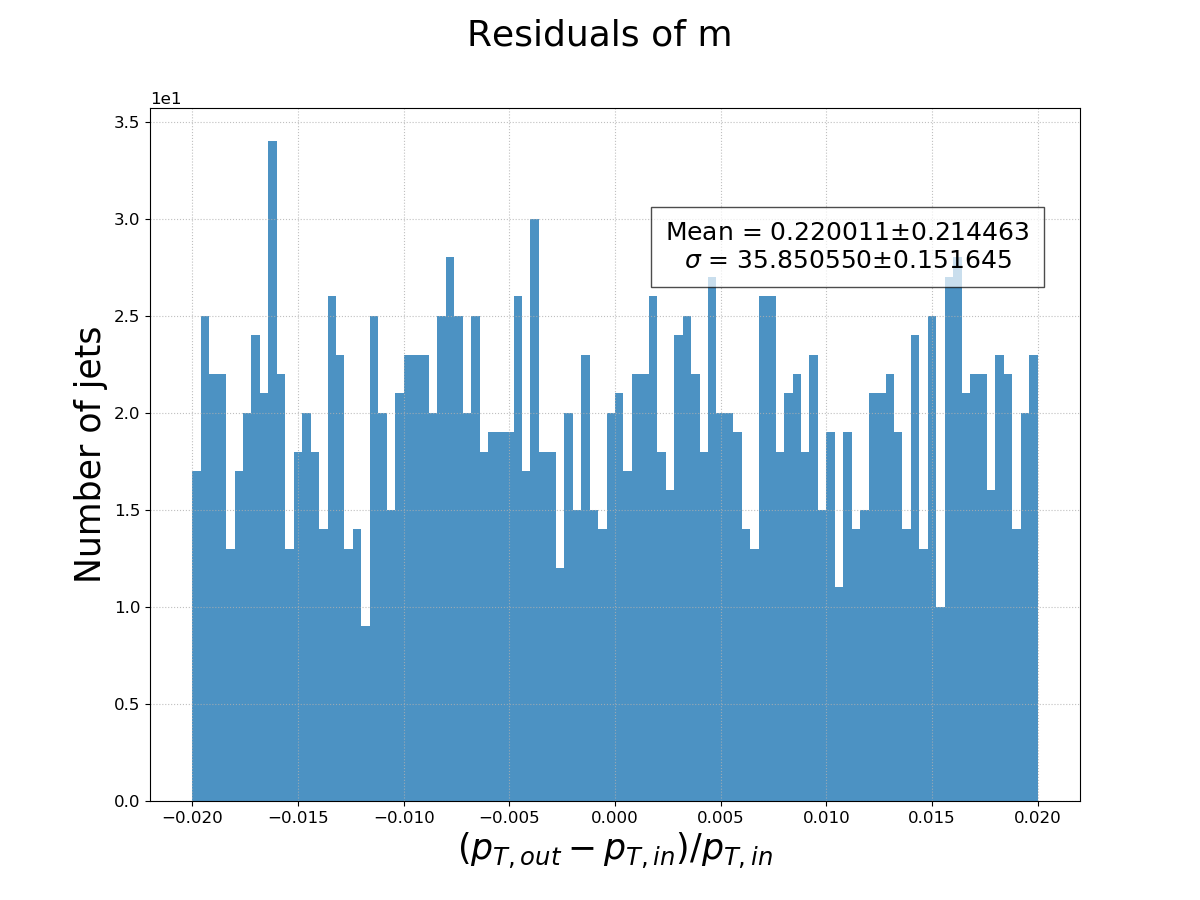 Residuals of m
1e1
3.5
3.0
2.5
2.0
1.5
1.0
0.5
0.0
Number of jets
Mean = 0.220011±0.214463
σ = 35.850550±0.151645
−0.020 −0.015 −0.010 −0.005 0.000 0.005 0.010 0.015 0.020
(p_{T,out} − p_{T,in})/p_{T,in}